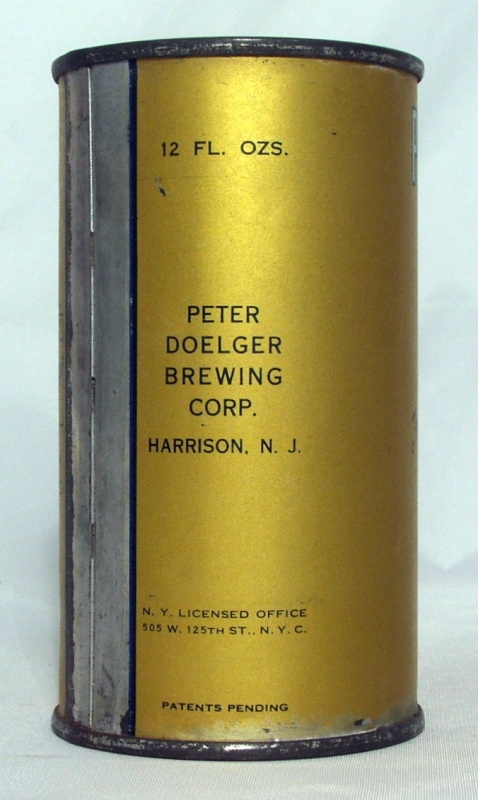 12 FL. OZS.
PETER
DOELGER
BREWING
CORP.
HARRISON, N. J.
N. Y. LICENSED OFFICE
505 W. 125TH ST., N. Y. C.
PATENTS PENDING